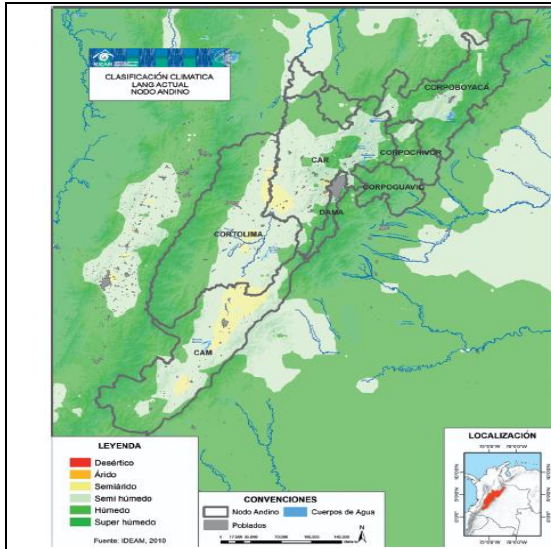 IDEAM
CLASIFICACIÓN CLIMATICA
LANG ACTUAL
NODO ANDINO
CORPOBOYACÁ
CAR
CORPOCHIVOR
CORPOGUAVIO
DAMA
CORTOLIMA
CAM
LEYENDA
Desértico
Árido
Semiárido
Semi húmedo
Húmedo
Super húmedo
Fuente: IDEAM, 2010
CONVENCIONES
Nodo Andino
Cuerpos de Agua
Poblados
LOCALIZACIÓN